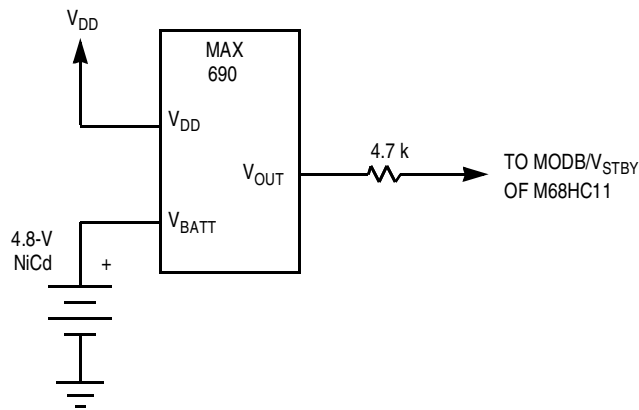 VDD
MAX
690
VDD
4.7 k
VOUT
TO MODB/VSTBY
OF M68HC11
VBATT
4.8-V
NiCd
+